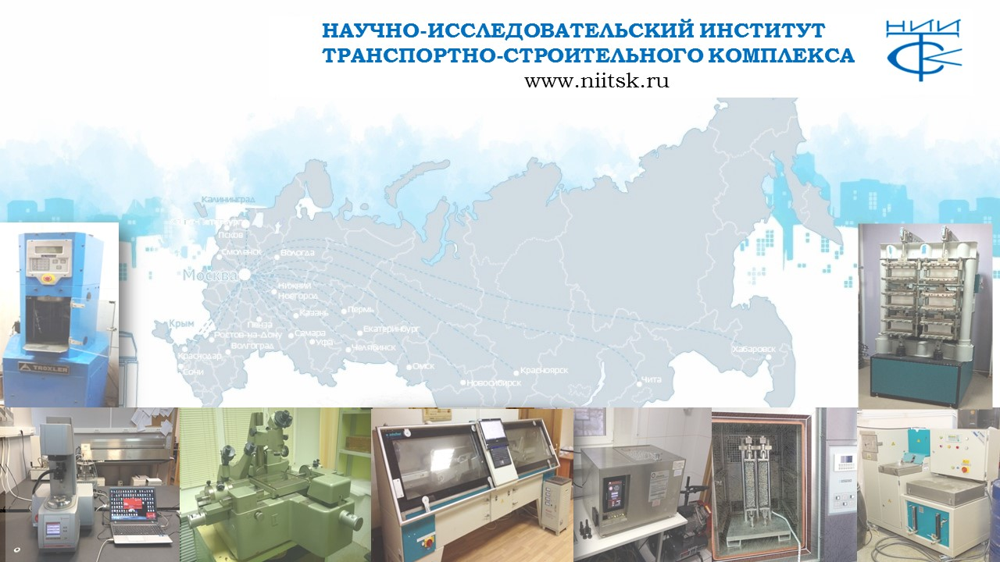 НАУЧНО-ИССЛЕДОВАТЕЛЬСКИЙ ИНСТИТУТ
ТРАНСПОРТНО-СТРОИТЕЛЬНОГО КОМПЛЕКСА
www.niitsk.ru
НИИ
ТСК
Калининград
Санкт-Петербург
Псков
Смоленск
Вологда
Москва
Нижний
Новгород
Казань
Пермь
Крым
Пенза
Ростов-на-Дону
Самара
Екатеринбург
Уфа
Волгоград
Челябинск
Краснодар
Сочи
Омск
Красноярск
Новосибирск
Чита
Хабаровск
TROXLER